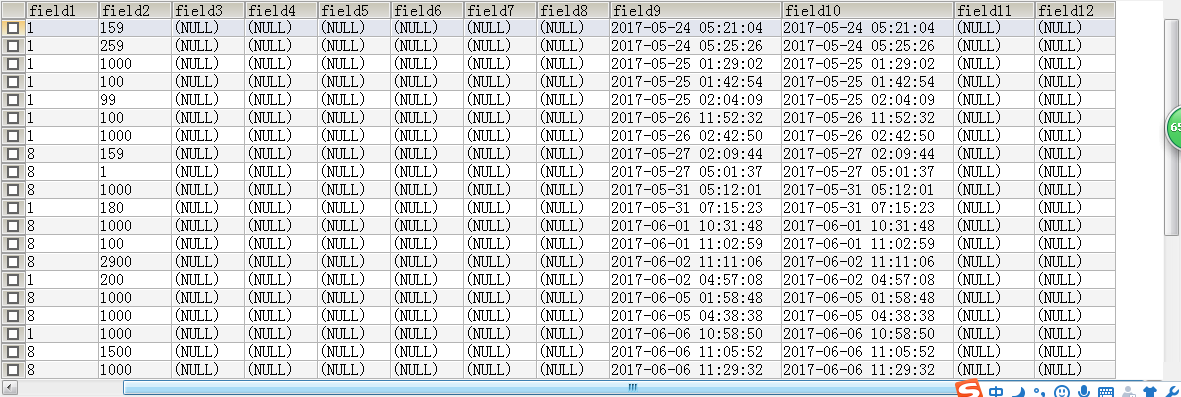 field1 field2 field3 field4 field5 field6 field7 field8 field9 field10 field11 field12
1 159 (NULL) (NULL) (NULL) (NULL) (NULL) (NULL) 2017-05-24 05:21:04 2017-05-24 05:21:04 (NULL) (NULL)
1 259 (NULL) (NULL) (NULL) (NULL) (NULL) (NULL) 2017-05-24 05:25:26 2017-05-24 05:25:26 (NULL) (NULL)
1 1000 (NULL) (NULL) (NULL) (NULL) (NULL) (NULL) 2017-05-25 01:29:02 2017-05-25 01:29:02 (NULL) (NULL)
1 100 (NULL) (NULL) (NULL) (NULL) (NULL) (NULL) 2017-05-25 01:42:54 2017-05-25 01:42:54 (NULL) (NULL)
1 99 (NULL) (NULL) (NULL) (NULL) (NULL) (NULL) 2017-05-25 02:04:09 2017-05-25 02:04:09 (NULL) (NULL)
1 100 (NULL) (NULL) (NULL) (NULL) (NULL) (NULL) 2017-05-26 11:52:32 2017-05-26 11:52:32 (NULL) (NULL)
1 1000 (NULL) (NULL) (NULL) (NULL) (NULL) (NULL) 2017-05-26 02:42:50 2017-05-26 02:42:50 (NULL) (NULL)
8 159 (NULL) (NULL) (NULL) (NULL) (NULL) (NULL) 2017-05-27 02:09:44 2017-05-27 02:09:44 (NULL) (NULL)
8 1 (NULL) (NULL) (NULL) (NULL) (NULL) (NULL) 2017-05-27 05:01:37 2017-05-27 05:01:37 (NULL) (NULL)
8 1000 (NULL) (NULL) (NULL) (NULL) (NULL) (NULL) 2017-05-31 05:12:01 2017-05-31 05:12:01 (NULL) (NULL)
1 180 (NULL) (NULL) (NULL) (NULL) (NULL) (NULL) 2017-05-31 07:15:23 2017-05-31 07:15:23 (NULL) (NULL)
8 1000 (NULL) (NULL) (NULL) (NULL) (NULL) (NULL) 2017-06-01 10:31:48 2017-06-01 10:31:48 (NULL) (NULL)
8 100 (NULL) (NULL) (NULL) (NULL) (NULL) (NULL) 2017-06-01 11:02:59 2017-06-01 11:02:59 (NULL) (NULL)
8 2900 (NULL) (NULL) (NULL) (NULL) (NULL) (NULL) 2017-06-02 11:11:06 2017-06-02 11:11:06 (NULL) (NULL)
1 200 (NULL) (NULL) (NULL) (NULL) (NULL) (NULL) 2017-06-02 04:57:08 2017-06-02 04:57:08 (NULL) (NULL)
8 1000 (NULL) (NULL) (NULL) (NULL) (NULL) (NULL) 2017-06-05 01:58:48 2017-06-05 01:58:48 (NULL) (NULL)
8 1000 (NULL) (NULL) (NULL) (NULL) (NULL) (NULL) 2017-06-05 04:38:38 2017-06-05 04:38:38 (NULL) (NULL)
1 1000 (NULL) (NULL) (NULL) (NULL) (NULL) (NULL) 2017-06-06 10:58:50 2017-06-06 10:58:50 (NULL) (NULL)
8 1500 (NULL) (NULL) (NULL) (NULL) (NULL) (NULL) 2017-06-06 11:05:52 2017-06-06 11:05:52 (NULL) (NULL)
8 1000 (NULL) (NULL) (NULL) (NULL) (NULL) (NULL) 2017-06-06 11:29:32 2017-06-06 11:29:32 (NULL) (NULL)
中